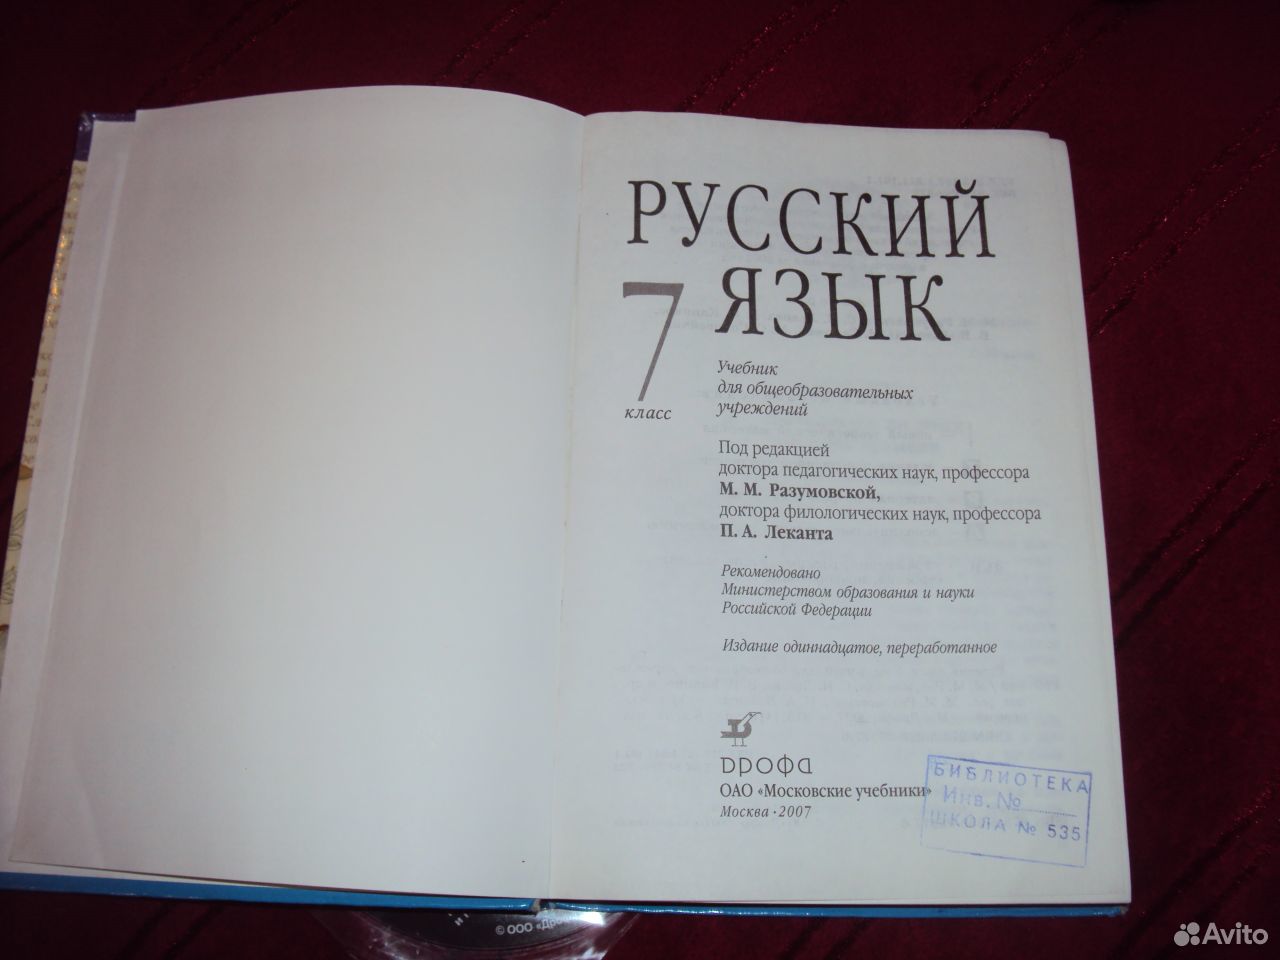 РУССКИЙ
ЯЗЫК
7
класс
Учебник
для общеобразовательных
учреждений
Под редакцией
доктора педагогических наук, профессора
М. М. Разумовской,
доктора филологических наук, профессора
П. А. Леканта
Рекомендовано
Министерством образования и науки
Российской Федерации
Издание одиннадцатое, переработанное
дрофа
ОАО «Московские учебники»
Москва · 2007
БИБЛИОТЕКА
Инв. №
ШКОЛА № 535
© ООО
Avito